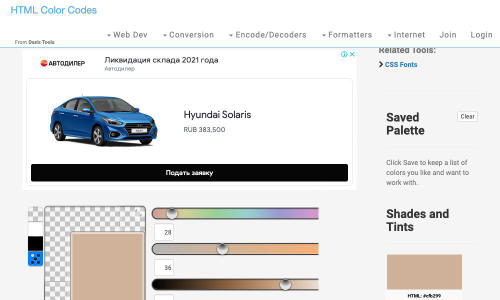 HTML Color Codes
Web Dev
Conversion
Encode/Decoders
Formatters
Internet
Join
Login
From Dan's Tools
АВТОДИЛЕР
Ликвидация склада 2021 года
Автодилер
Hyundai Solaris
RUB 383,500
Подать заявку
Related Tools:
CSS Fonts
Saved
Palette
Clear
Click Save to keep a list of
colors you like and want to
work with.
Shades and
Tints
28
36
HTML: #cfb299